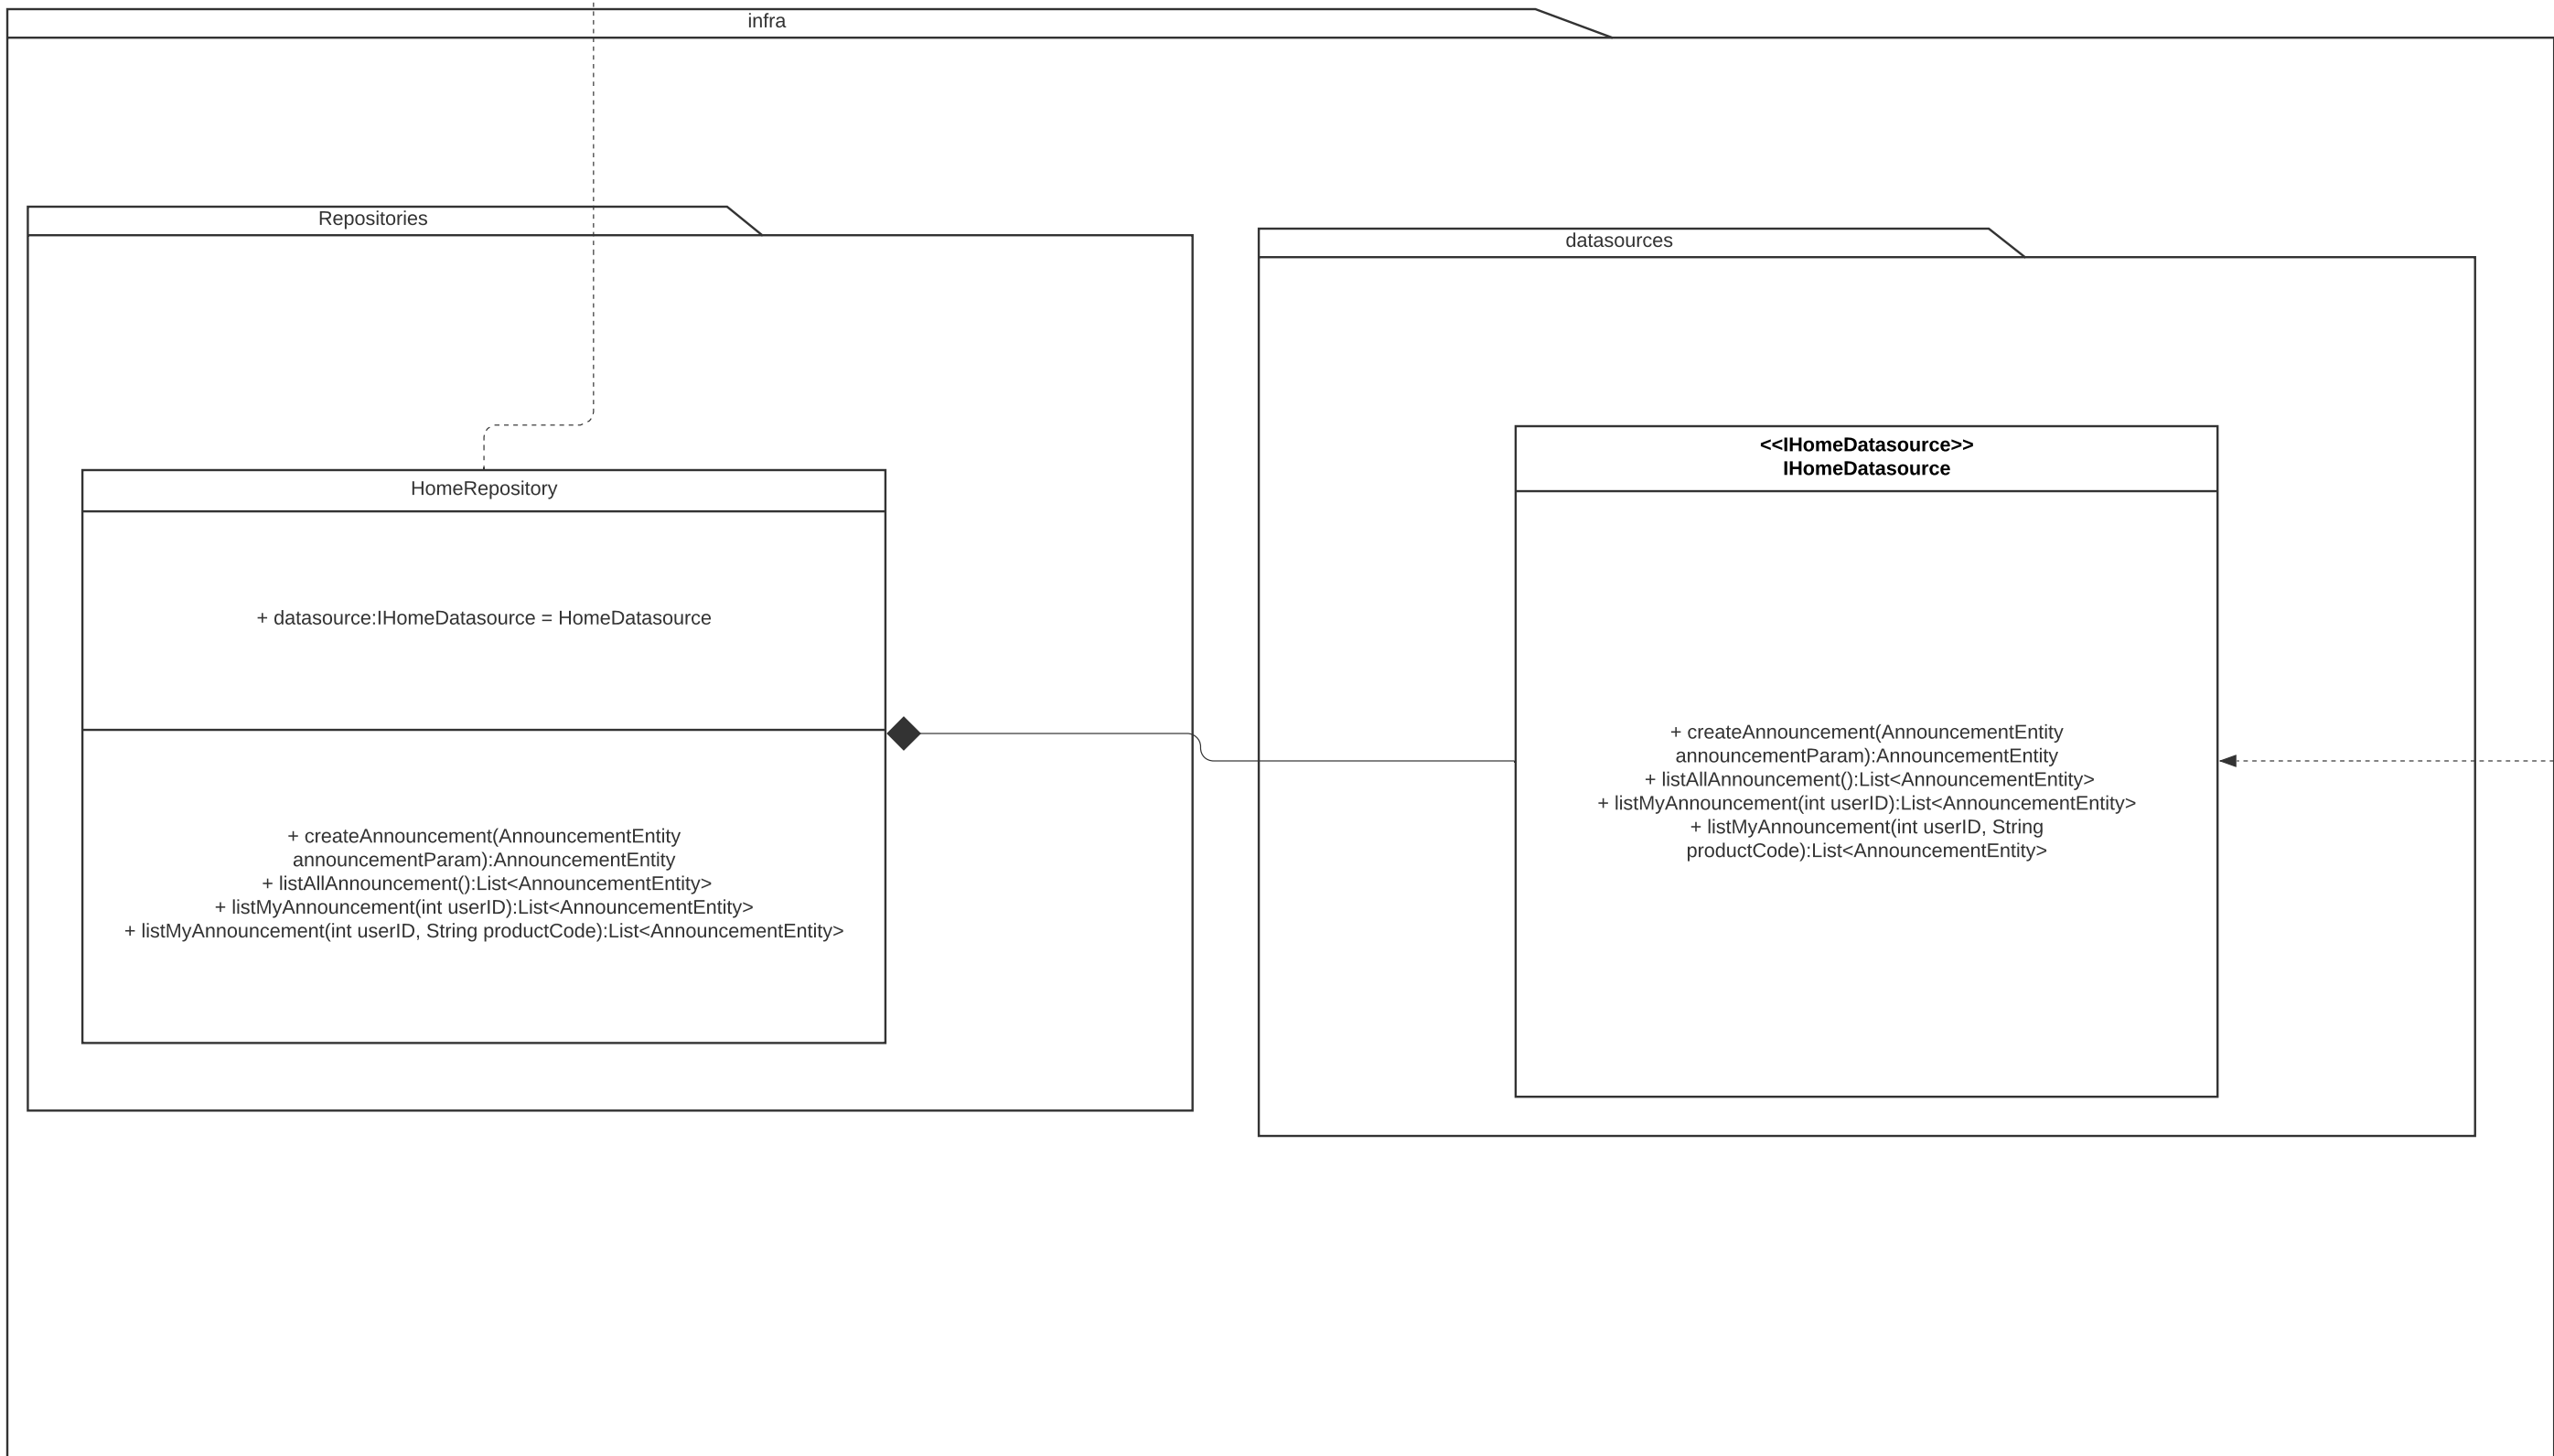 infra
Repositories
datasources
HomeRepository
+ datasource:IHomeDatasource = HomeDatasource
+ createAnnouncement(AnnouncementEntity
announcementParam):AnnouncementEntity
+ listAllAnnouncement():List<AnnouncementEntity>
+ listMyAnnouncement(int userID):List<AnnouncementEntity>
+ listMyAnnouncement(int userID, String productCode):List<AnnouncementEntity>
<<IHomeDatasource>>
IHomeDatasource
+ createAnnouncement(AnnouncementEntity
announcementParam):AnnouncementEntity
+ listAllAnnouncement():List<AnnouncementEntity>
+ listMyAnnouncement(int userID):List<AnnouncementEntity>
+ listMyAnnouncement(int userID, String
productCode):List<AnnouncementEntity>